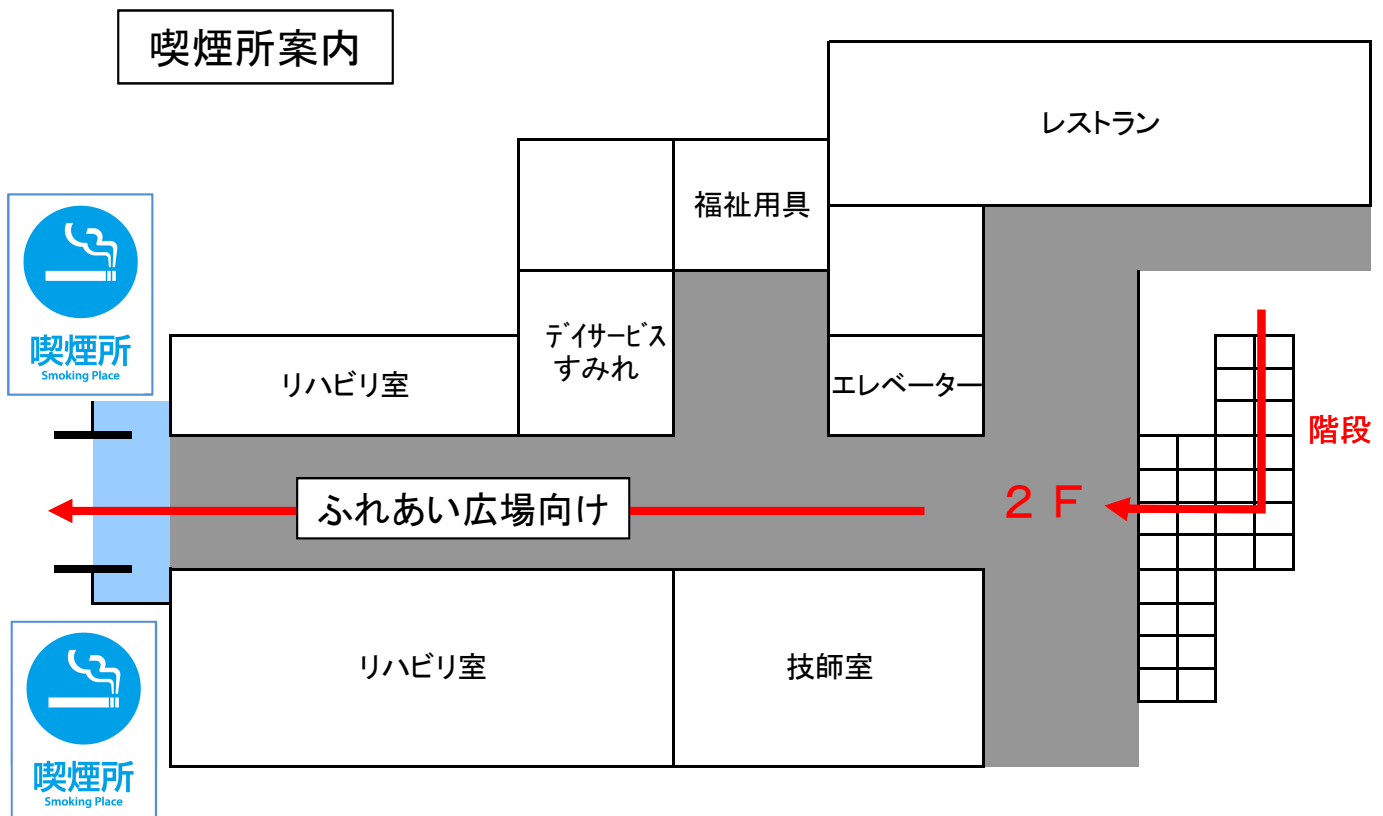 喫煙所案内
レストラン
福祉用具
喫煙所
Smoking Place
ﾃﾞｲｻｰﾋﾞｽ
すみれ
リハビリ室
エレベーター
階段
ふれあい広場向け
２Ｆ
リハビリ室
技師室
喫煙所
Smoking Place